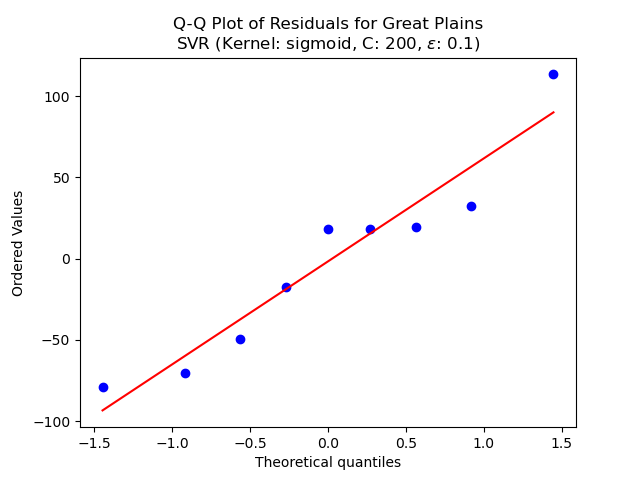 Q-Q Plot of Residuals for Great Plains
SVR (Kernel: sigmoid, C: 200, ε: 0.1)
100
50
0
−50
−100
Ordered Values
−1.5 −1.0 −0.5 0.0 0.5 1.0 1.5
Theoretical quantiles